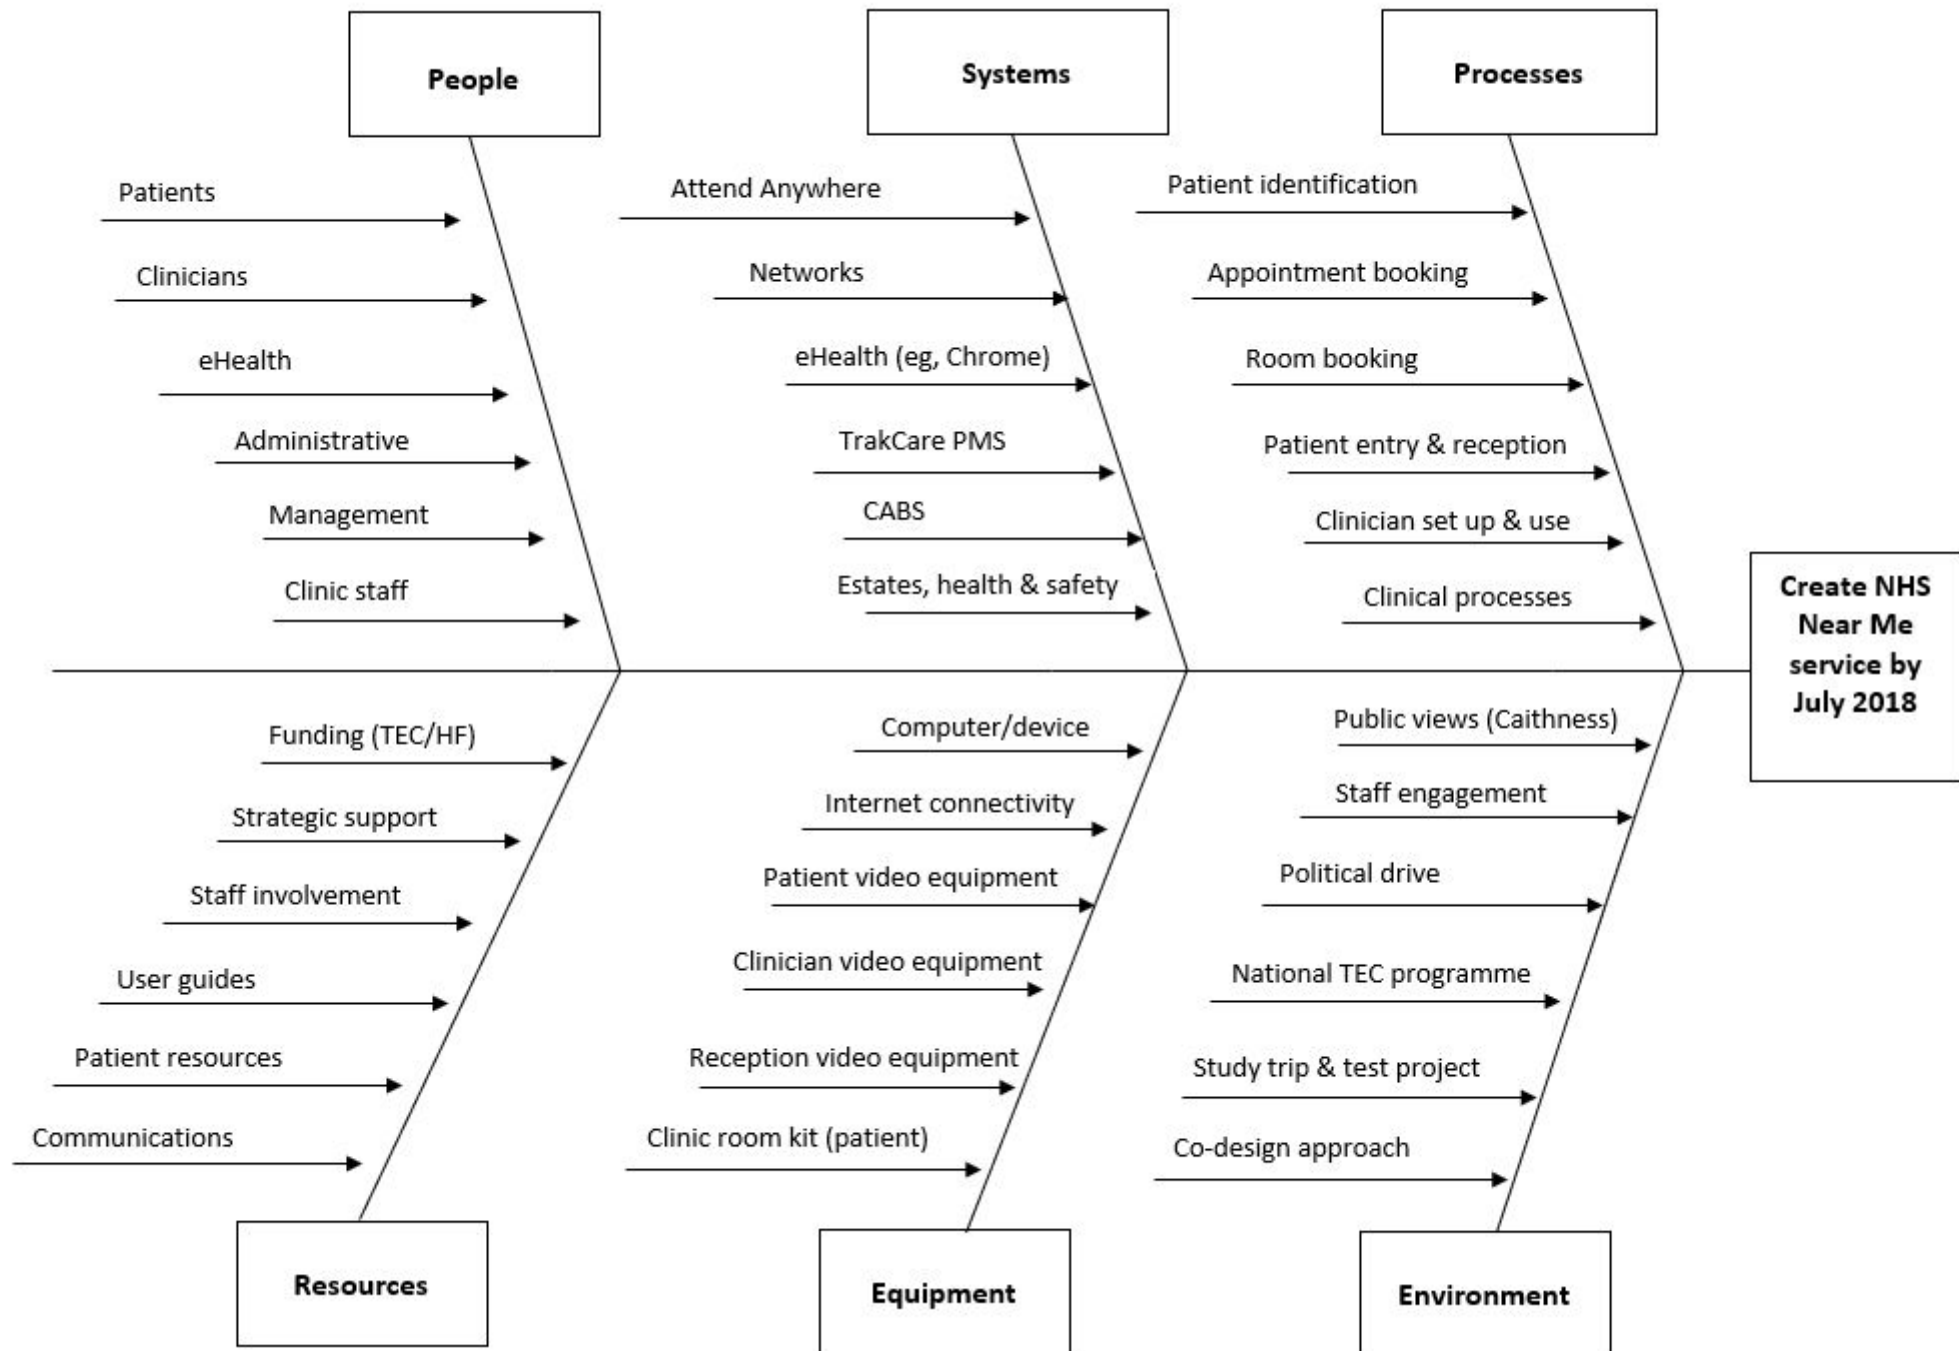 People
Systems
Processes
Patients
Clinicians
eHealth
Administrative
Management
Clinic staff
Attend Anywhere
Networks
eHealth (eg, Chrome)
TrakCare PMS
CABS
Estates, health & safety
Patient identification
Appointment booking
Room booking
Patient entry & reception
Clinician set up & use
Clinical processes
Create NHS
Near Me
service by
July 2018
Funding (TEC/HF)
Strategic support
Staff involvement
User guides
Patient resources
Communications
Computer/device
Internet connectivity
Patient video equipment
Clinician video equipment
Reception video equipment
Clinic room kit (patient)
Public views (Caithness)
Staff engagement
Political drive
National TEC programme
Study trip & test project
Co-design approach
Resources
Equipment
Environment